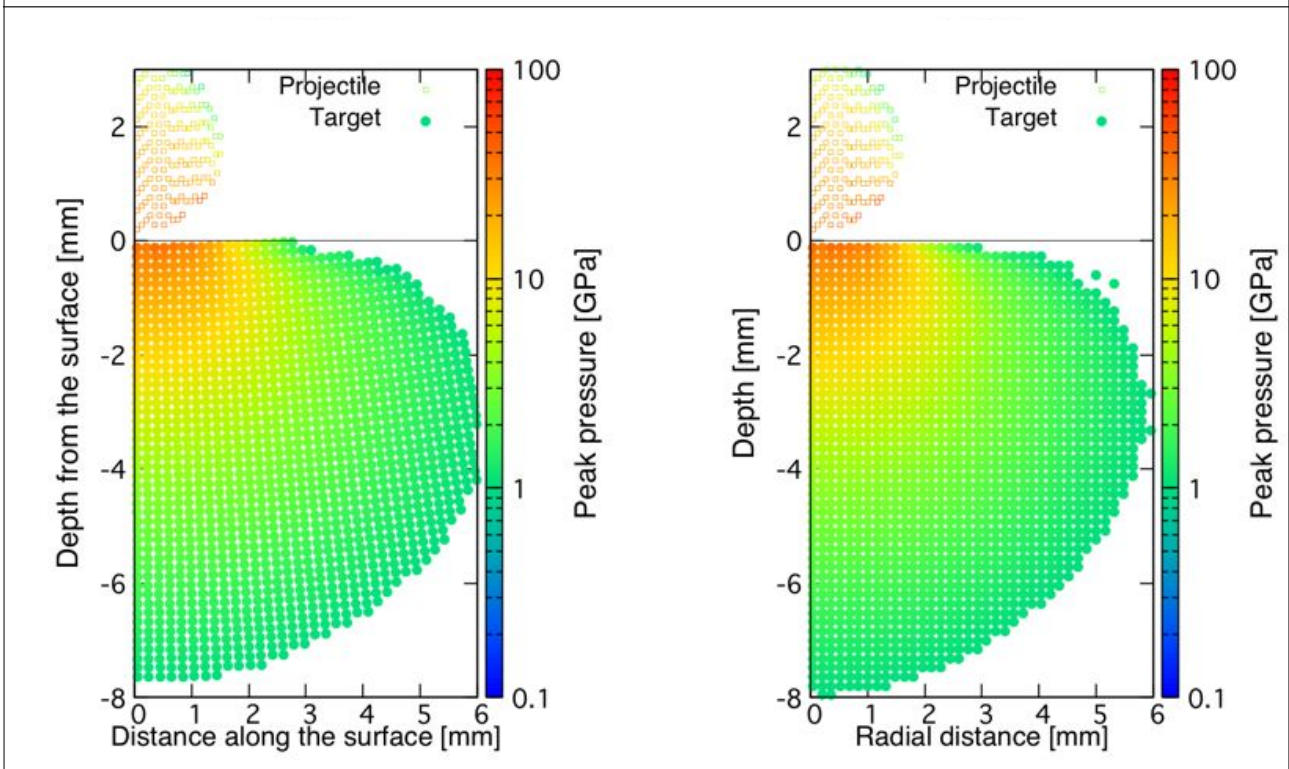 Projectile
Target
100
10
1
0.1
Peak pressure [GPa]
2
0
-2
-4
-6
-8
Depth from the surface [mm]
0 1 2 3 4 5 6
Distance along the surface [mm]
Projectile
Target
100
10
1
0.1
Peak pressure [GPa]
2
0
-2
-4
-6
-8
Depth [mm]
0 1 2 3 4 5 6
Radial distance [mm]